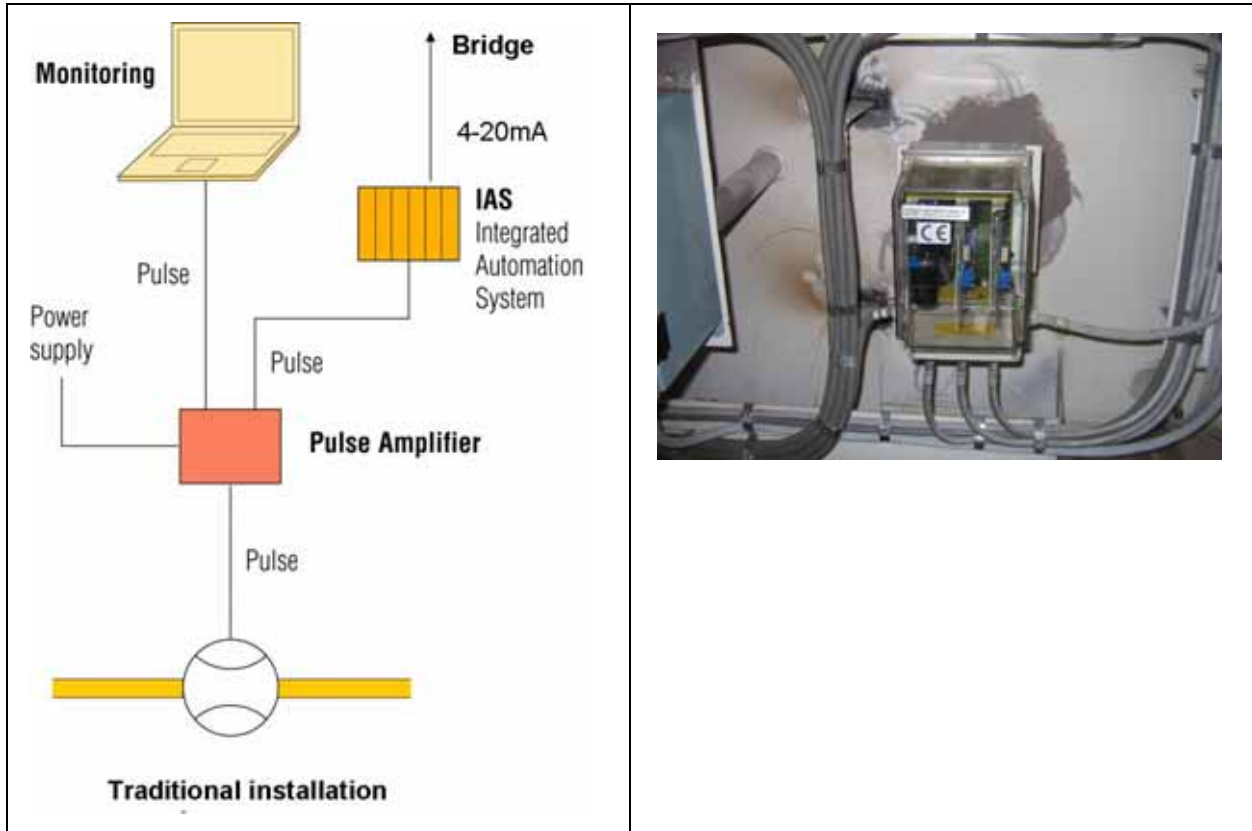 Monitoring
Bridge
4-20mA
IAS
Integrated
Automation
System
Pulse
Power
supply
Pulse
Pulse Amplifier
Pulse
Traditional installation
CE